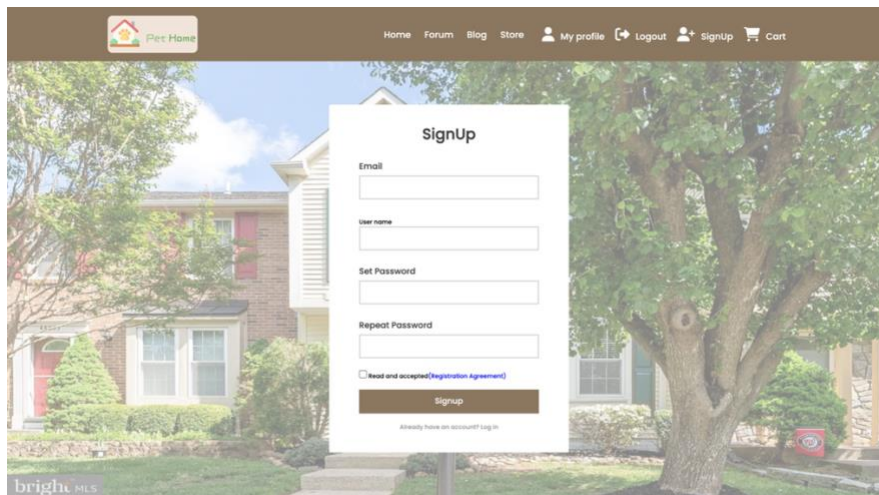 Pet Home
Home Forum Blog Store My profile Logout SignUp Cart
SignUp
Email
User name
Set Password
Repeat Password
Read and accepted(Registration Agreement)
Signup
Already have an account? Log in
bright MLS